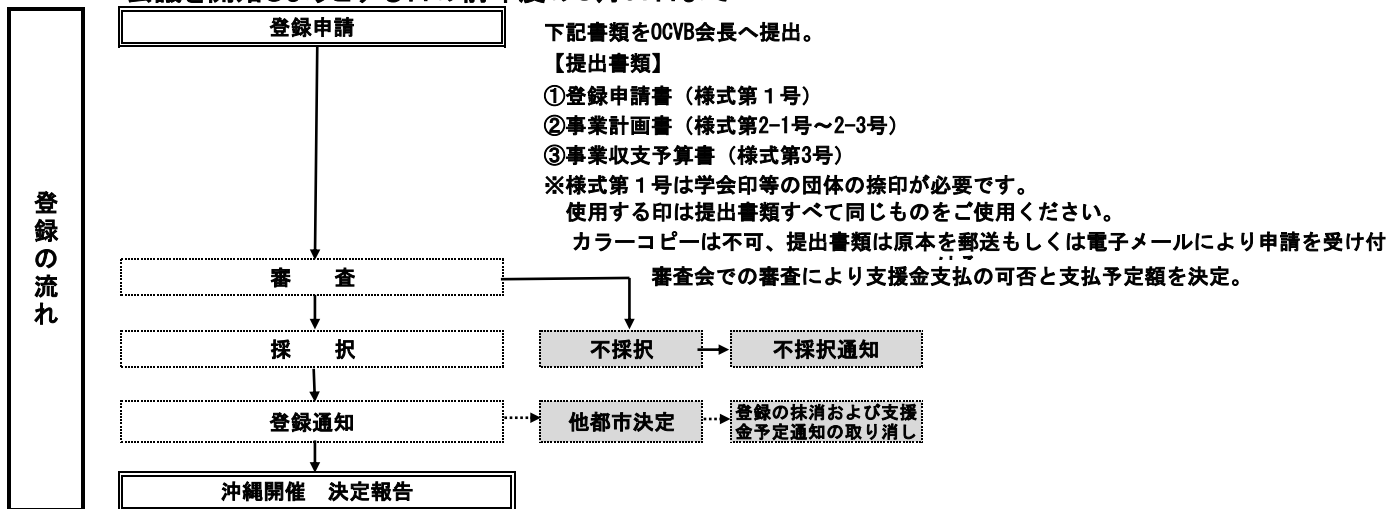 登録の流れ
登録申請
下記書類をOCVB会長へ提出。
【提出書類】
①登録申請書（様式第１号）
②事業計画書（様式第2-1号～2-3号）
③事業収支予算書（様式第3号）
※様式第１号は学会印等の団体の捺印が必要です。
使用する印は提出書類すべて同じものをご使用ください。
カラーコピーは不可、提出書類は原本を郵送もしくは電子メールにより申請を受け付
審　査
審査会での審査により支援金支払の可否と支払予定額を決定。
採　択
不採択
不採択通知
登録通知
他都市決定
登録の抹消および支援
金予定通知の取り消し
沖縄開催　決定報告